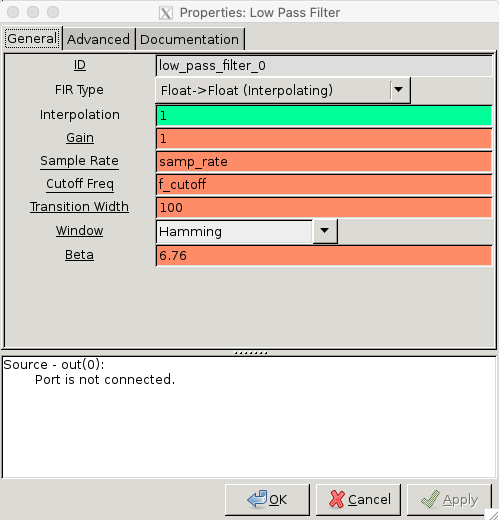 Properties: Low Pass Filter
General Advanced Documentation
ID low_pass_filter_0
FIR Type Float->Float (Interpolating)
Interpolation 1
Gain 1
Sample Rate samp_rate
Cutoff Freq f_cutoff
Transition Width 100
Window Hamming
Beta 6.76
Source - out(0):
Port is not connected.
OK Cancel Apply